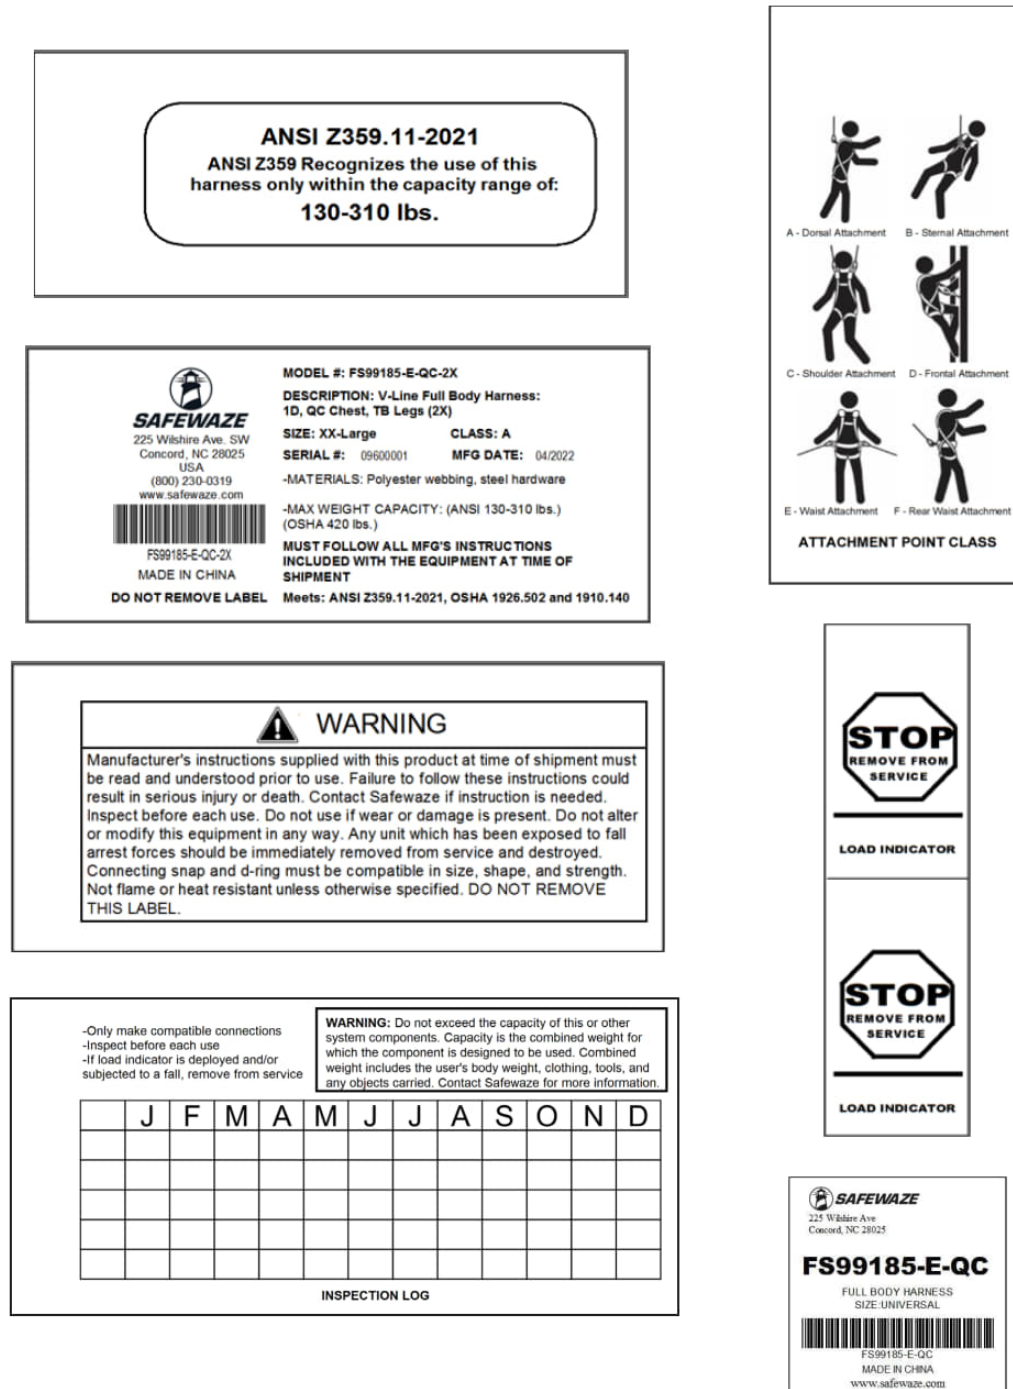 ANSI Z359.11-2021
ANSI Z359 Recognizes the use of this
harness only within the capacity range of:
130-310 lbs.
SAFEWAZE
225 Wilshire Ave. SW
Concord, NC 28025
USA
(800) 230-0319
www.safewaze.com
FS99185-E-QC-2X
MADE IN CHINA
DO NOT REMOVE LABEL
MODEL #: FS99185-E-QC-2X
DESCRIPTION: V-Line Full Body Harness:
1D, QC Chest, TB Legs (2X)
SIZE: XX-Large CLASS: A
SERIAL #: 09600001 MFG DATE: 04/2022
-MATERIALS: Polyester webbing, steel hardware
-MAX WEIGHT CAPACITY: (ANSI 130-310 lbs.)
(OSHA 420 lbs.)
MUST FOLLOW ALL MFG'S INSTRUCTIONS
INCLUDED WITH THE EQUIPMENT AT TIME OF
SHIPMENT
Meets: ANSI Z359.11-2021, OSHA 1926.502 and 1910.140
WARNING
Manufacturer's instructions supplied with this product at time of shipment must
be read and understood prior to use. Failure to follow these instructions could
result in serious injury or death. Contact Safewaze if instruction is needed.
Inspect before each use. Do not use if wear or damage is present. Do not alter
or modify this equipment in any way. Any unit which has been exposed to fall
arrest forces should be immediately removed from service and destroyed.
Connecting snap and d-ring must be compatible in size, shape, and strength.
Not flame or heat resistant unless otherwise specified. DO NOT REMOVE
THIS LABEL.
-Only make compatible connections
-Inspect before each use
-If load indicator is deployed and/or
subjected to a fall, remove from service
WARNING: Do not exceed the capacity of this or other
system components. Capacity is the combined weight for
which the component is designed to be used. Combined
weight includes the user's body weight, clothing, tools, and
any objects carried. Contact Safewaze for more information.
J F M A M J J A S O N D
INSPECTION LOG
A - Dorsal Attachment B - Sternal Attachment
C - Shoulder Attachment D - Frontal Attachment
E - Waist Attachment F - Rear Waist Attachment
ATTACHMENT POINT CLASS
STOP
REMOVE FROM
SERVICE
LOAD INDICATOR
STOP
REMOVE FROM
SERVICE
LOAD INDICATOR
SAFEWAZE
225 Wilshire Ave
Concord, NC 28025
FS99185-E-QC
FULL BODY HARNESS
SIZE:UNIVERSAL
FS99185-E-QC
MADE IN CHINA
www.safewaze.com